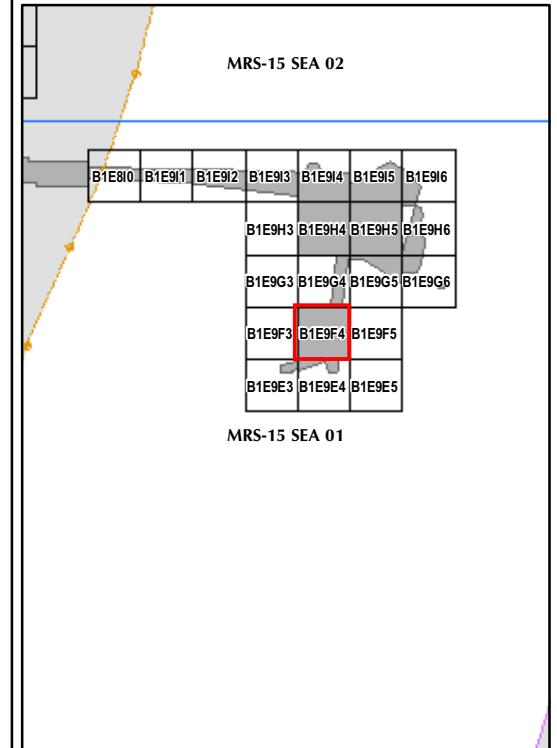 MRS-15 SEA 02
B1E8I0 B1E9I1 B1E9I2 B1E9I3 B1E9I4 B1E9I5 B1E9I6
B1E9H3 B1E9H4 B1E9H5 B1E9H6
B1E9G3 B1E9G4 B1E9G5 B1E9G6
B1E9F3 B1E9F4 B1E9F5
B1E9E3 B1E9E4 B1E9E5
MRS-15 SEA 01